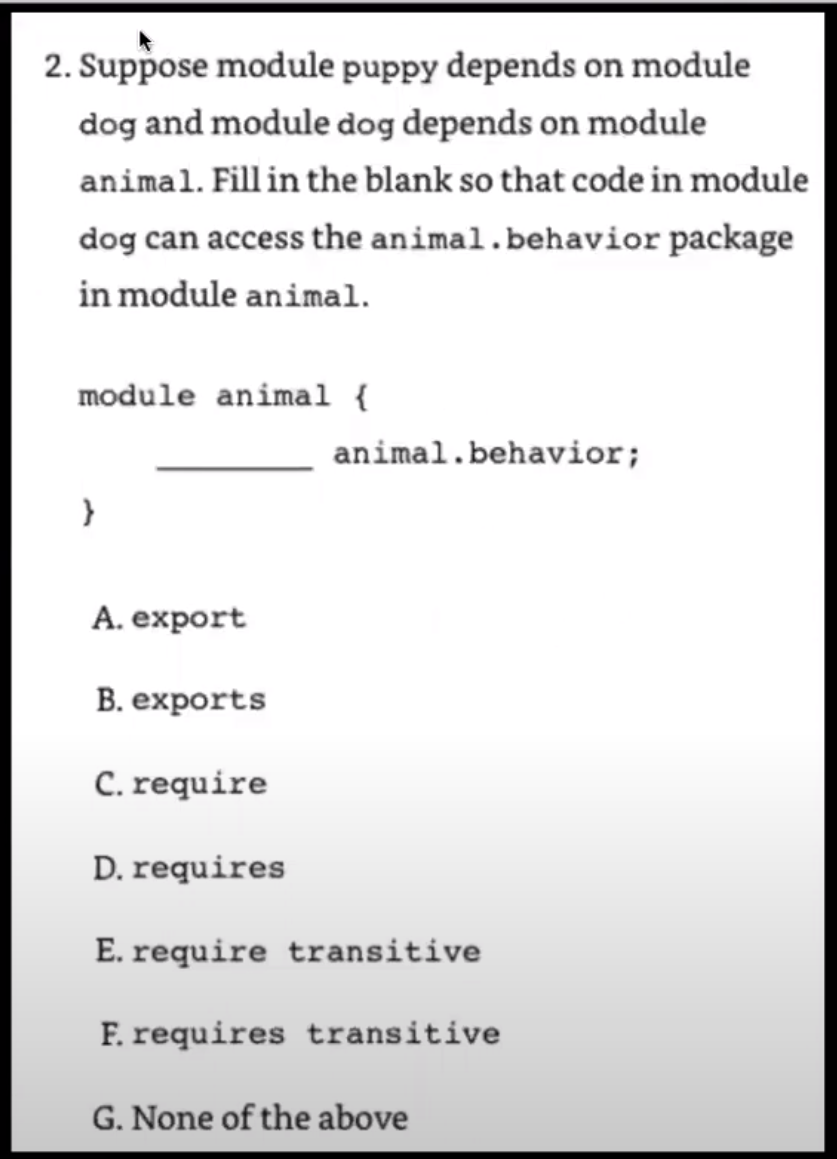 2. Suppose module puppy depends on module
dog and module dog depends on module
animal. Fill in the blank so that code in module
dog can access the animal.behavior package
in module animal.
module animal {
________ animal.behavior;
}
A. export
B. exports
C. require
D. requires
E. require transitive
F. requires transitive
G. None of the above